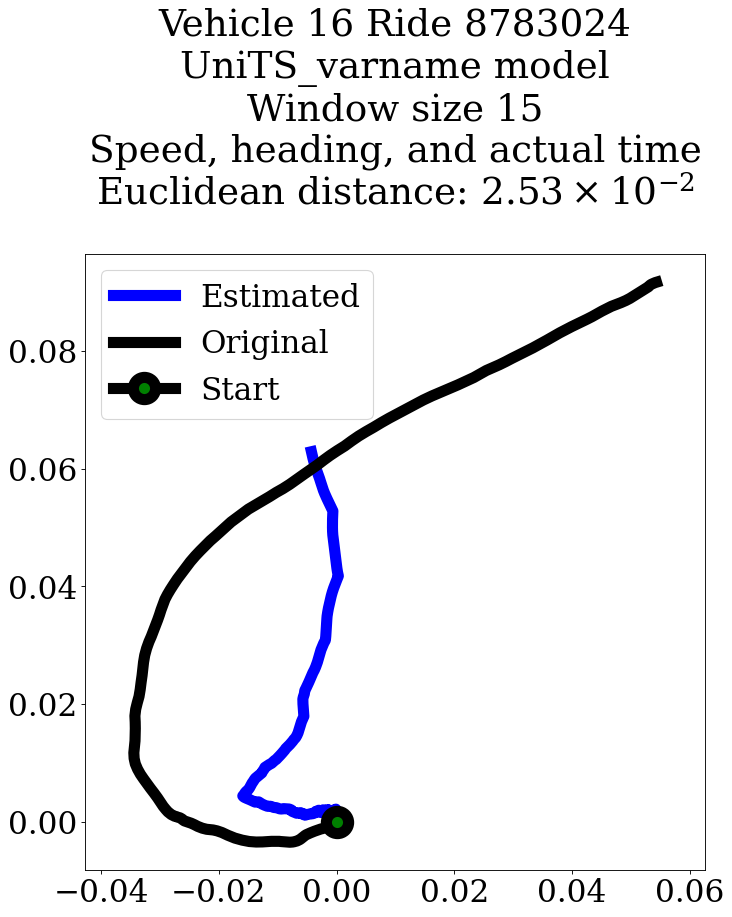 Vehicle 16 Ride 8783024
UniTS_varname model
Window size 15
Speed, heading, and actual time
Euclidean distance: 2.53 × 10⁻²
Estimated
Original
Start
0.08
0.06
0.04
0.02
0.00
−0.04 −0.02 0.00 0.02 0.04 0.06